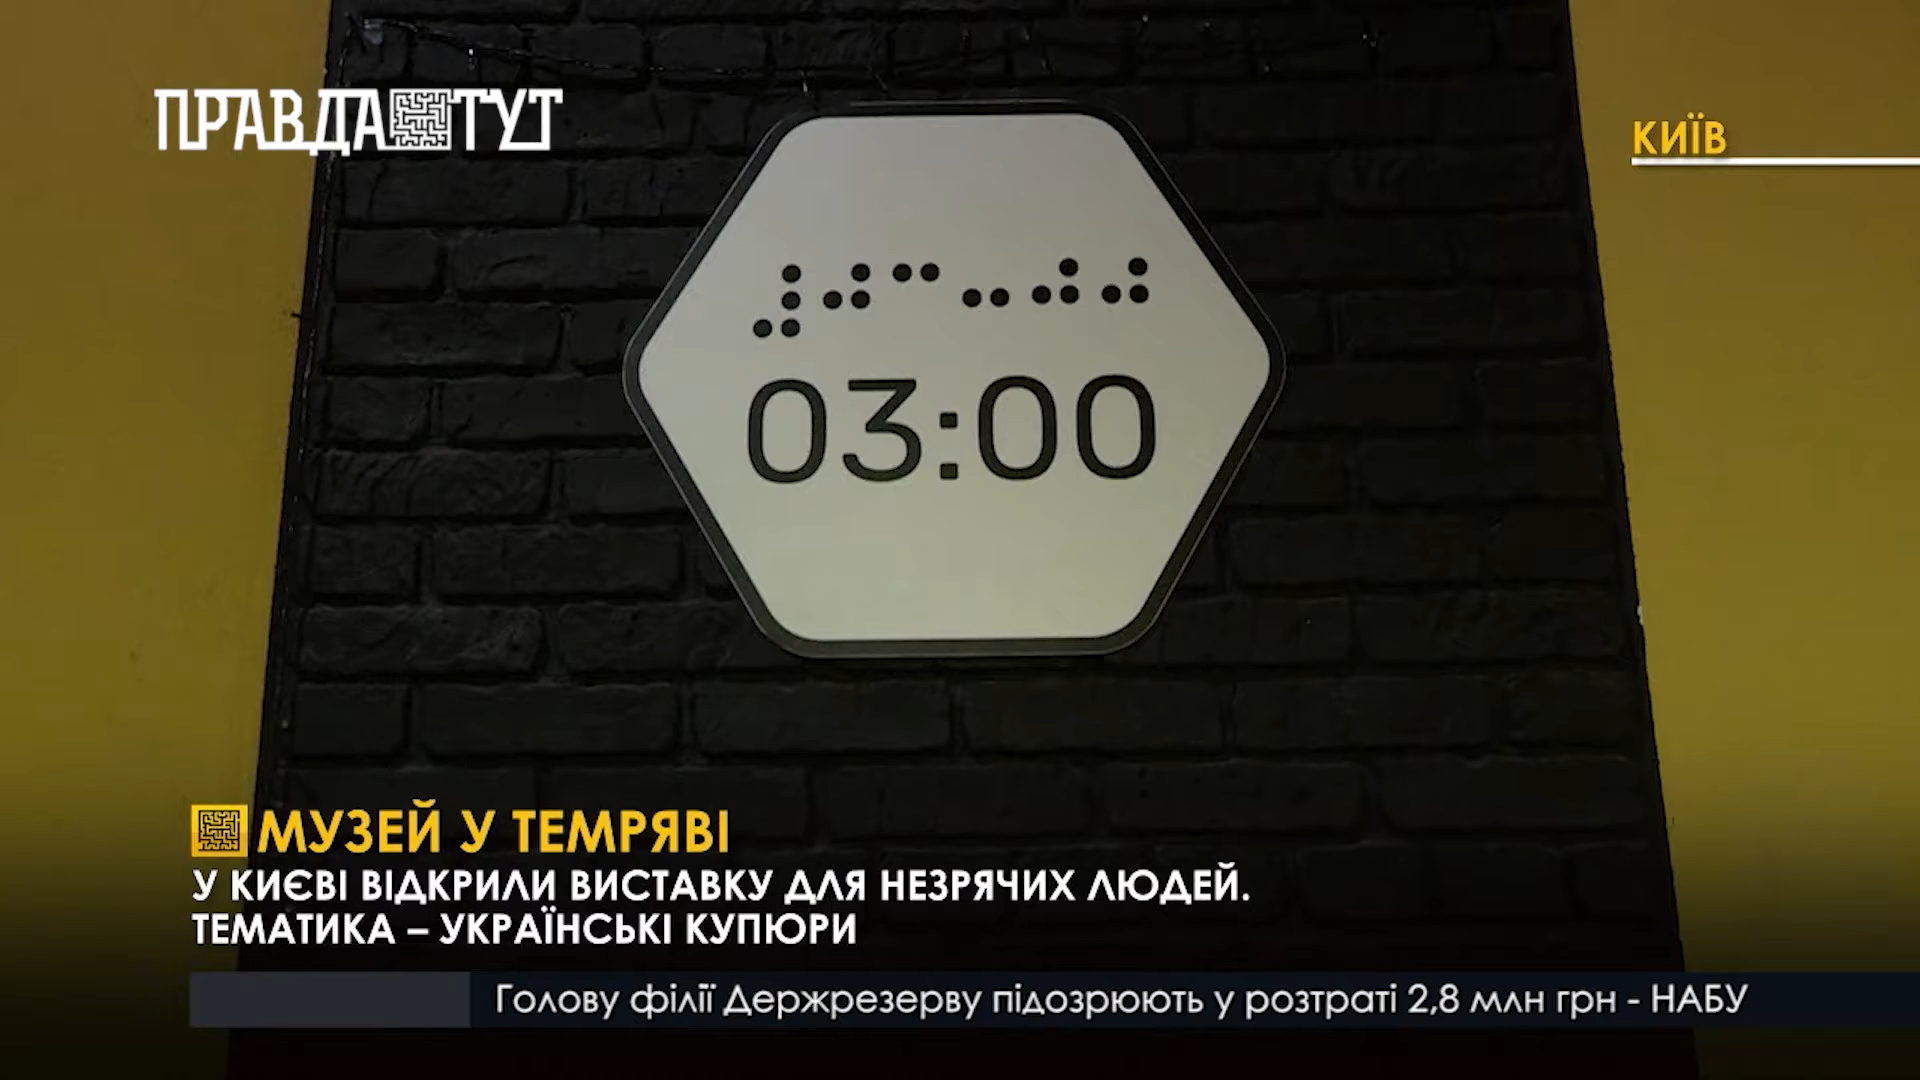 ПРАВДА ТУТ
КИЇВ
⠼⠚⠉⠒⠚⠚
03:00
МУЗЕЙ У ТЕМРЯВІ
У КИЄВІ ВІДКРИЛИ ВИСТАВКУ ДЛЯ НЕЗРЯЧИХ ЛЮДЕЙ.
ТЕМАТИКА – УКРАЇНСЬКІ КУПЮРИ
Голову філії Держрезерву підозрюють у розтраті 2,8 млн грн - НАБУ